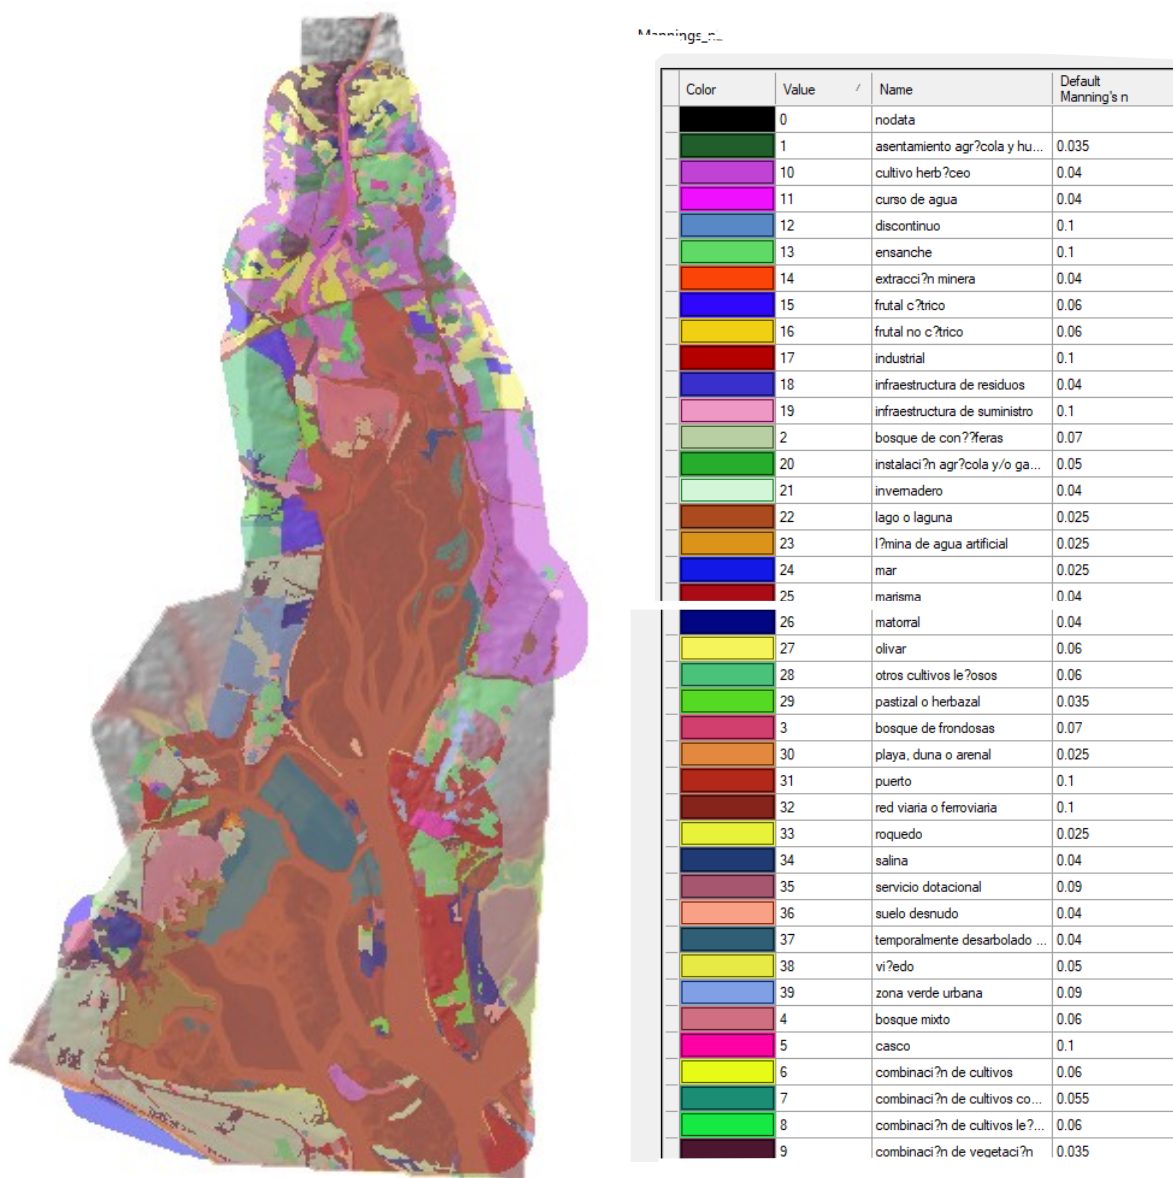 Mannings_n_
Color Value / Name Default Manning's n
0 nodata
1 asentamiento agr?cola y hu... 0.035
10 cultivo herb?ceo 0.04
11 curso de agua 0.04
12 discontinuo 0.1
13 ensanche 0.1
14 extracci?n minera 0.04
15 frutal c?trico 0.06
16 frutal no c?trico 0.06
17 industrial 0.1
18 infraestructura de residuos 0.04
19 infraestructura de suministro 0.1
2 bosque de con??feras 0.07
20 instalaci?n agr?cola y/o ga... 0.05
21 invernadero 0.04
22 lago o laguna 0.025
23 l?mina de agua artificial 0.025
24 mar 0.025
25 marisma 0.04
26 matorral 0.04
27 olivar 0.06
28 otros cultivos le?osos 0.06
29 pastizal o herbazal 0.035
3 bosque de frondosas 0.07
30 playa, duna o arenal 0.025
31 puerto 0.1
32 red viaria o ferroviaria 0.1
33 roquedo 0.025
34 salina 0.04
35 servicio dotacional 0.09
36 suelo desnudo 0.04
37 temporalmente desarbolado ... 0.04
38 vi?edo 0.05
39 zona verde urbana 0.09
4 bosque mixto 0.06
5 casco 0.1
6 combinaci?n de cultivos 0.06
7 combinaci?n de cultivos co... 0.055
8 combinaci?n de cultivos le?... 0.06
9 combinaci?n de vegetaci?n 0.035